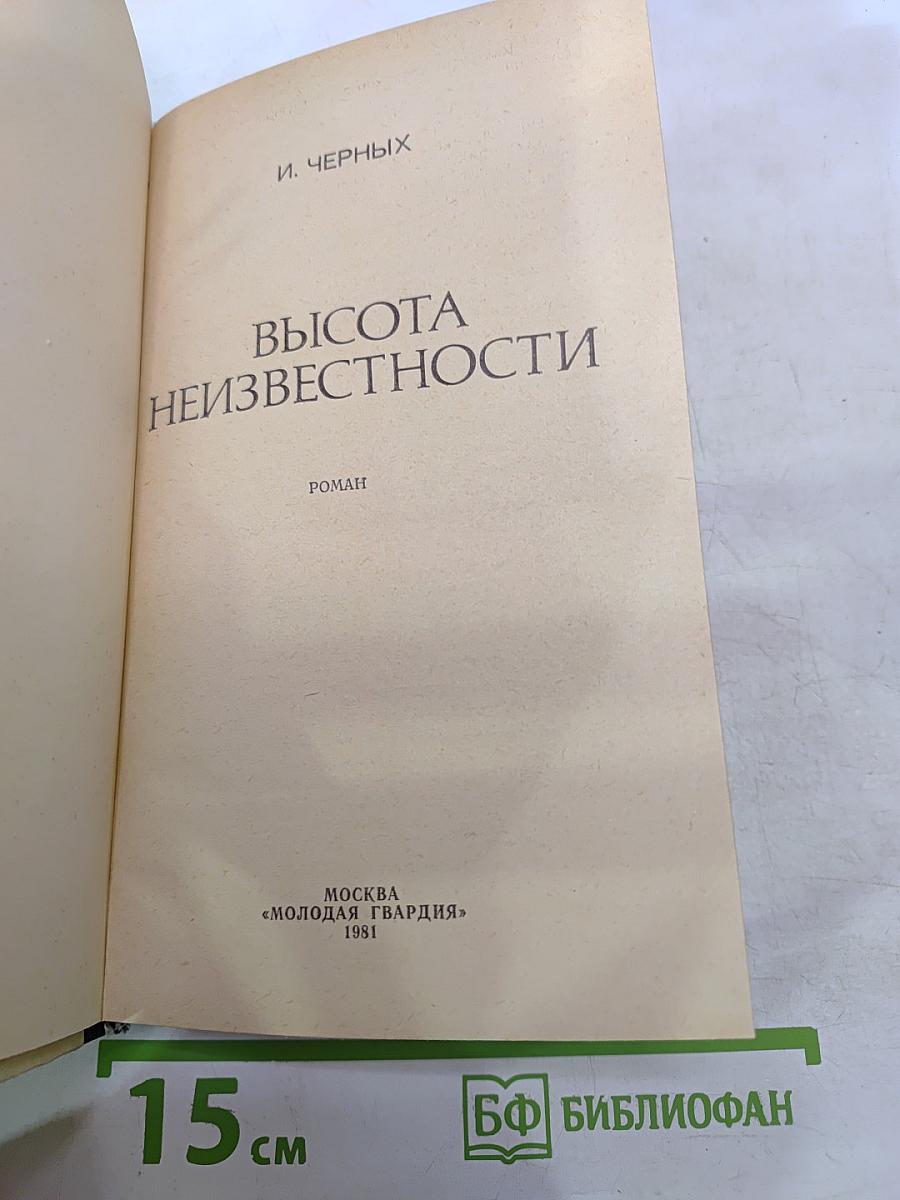 И. ЧЕРНЫХ
ВЫСОТА
НЕИЗВЕСТНОСТИ
РОМАН
МОСКВА
«МОЛОДАЯ ГВАРДИЯ»
1981
15 см
БФ БИБЛИОФАН